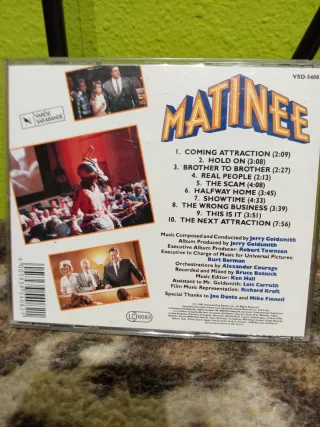 VSD-5408
VARÈSE
SARABANDE
MATINEE
1. COMING ATTRACTION (2:09)
2. HOLD ON (3:08)
3. BROTHER TO BROTHER (2:27)
4. REAL PEOPLE (2:13)
5. THE SCAM (4:08)
6. HALFWAY HOME (3:45)
7. SHOWTIME (4:33)
8. THE WRONG BUSINESS (3:39)
9. THIS IS IT (3:51)
10. THE NEXT ATTRACTION (7:56)
Music Composed and Conducted by Jerry Goldsmith
Album Produced by Jerry Goldsmith
Executive Album Producer: Robert Townson
Executive In Charge of Music for Universal Pictures:
Burt Berman
Orchestrations by Alexander Courage
Recorded and Mixed by Bruce Botnick
Music Editor: Ken Hall
Assistant to Mr. Goldsmith: Lois Carruth
Film Music Representation: Richard Kraft
Special Thanks to Joe Dante and Mike Finnell
LC 6083